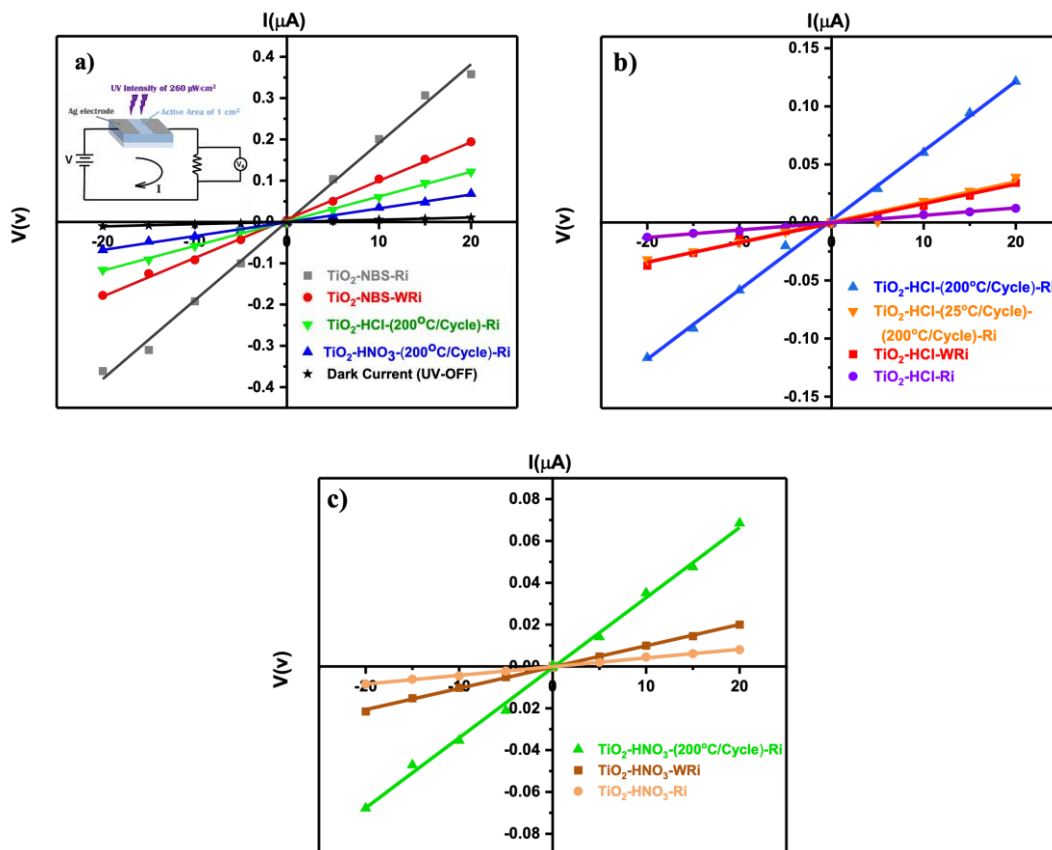 I(μA)
a)
UV Intensity of 260 μW/cm²
Ag electrode
Active Area of 1 cm²
V
I
V
V(v)
0.4
0.3
0.2
0.1
0.0
-0.1
-0.2
-0.3
-0.4
-20
-10
0
10
20
TiO₂-NBS-Ri
TiO₂-NBS-WRi
TiO₂-HCl-(200⁰C/Cycle)-Ri
TiO₂-HNO₃-(200⁰C/Cycle)-Ri
Dark Current (UV-OFF)
I(μA)
b)
V(v)
0.15
0.10
0.05
0.00
-0.05
-0.10
-0.15
-20
-10
0
10
20
TiO₂-HCl-(200°C/Cycle)-Ri
TiO₂-HCl-(25°C/Cycle)-
(200°C/Cycle)-Ri
TiO₂-HCl-WRi
TiO₂-HCl-Ri
I(μA)
c)
V(v)
0.08
0.06
0.04
0.02
0.00
-0.02
-0.04
-0.06
-0.08
-20
-10
0
10
20
TiO₂-HNO₃-(200°C/Cycle)-Ri
TiO₂-HNO₃-WRi
TiO₂-HNO₃-Ri